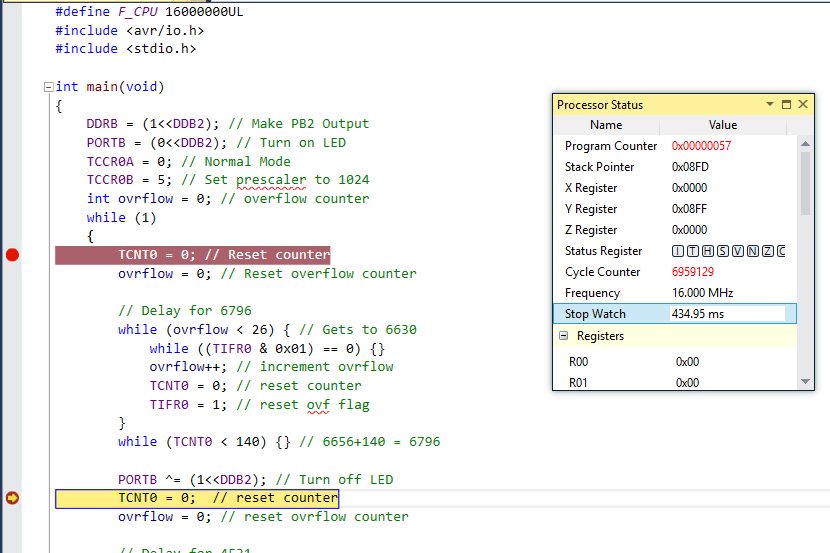 #define F_CPU 16000000UL
#include <avr/io.h>
#include <stdio.h>
int main(void)
{
DDRB = (1<<DDB2); // Make PB2 Output
PORTB = (0<<DDB2); // Turn on LED
TCCR0A = 0; // Normal Mode
TCCR0B = 5; // Set prescaler to 1024
int ovrflow = 0; // overflow counter
while (1)
{
TCNT0 = 0; // Reset counter
ovrflow = 0; // Reset overflow counter
// Delay for 6796
while (ovrflow < 26) { // Gets to 6630
while ((TIFR0 & 0x01) == 0) {}
ovrflow++; // increment ovrflow
TCNT0 = 0; // reset counter
TIFR0 = 1; // reset ovf flag
}
while (TCNT0 < 140) {} // 6656+140 = 6796
PORTB ^= (1<<DDB2); // Turn off LED
TCNT0 = 0;  // reset counter
ovrflow = 0; // reset ovrflow counter
// Delay for 4531
Processor Status
Name Value
Program Counter 0x00000057
Stack Pointer 0x08FD
X Register 0x0000
Y Register 0x08FF
Z Register 0x0000
Status Register I T H S V N Z C
Cycle Counter 6959129
Frequency 16.000 MHz
Stop Watch 434.95 ms
Registers
R00 0x00
R01 0x00